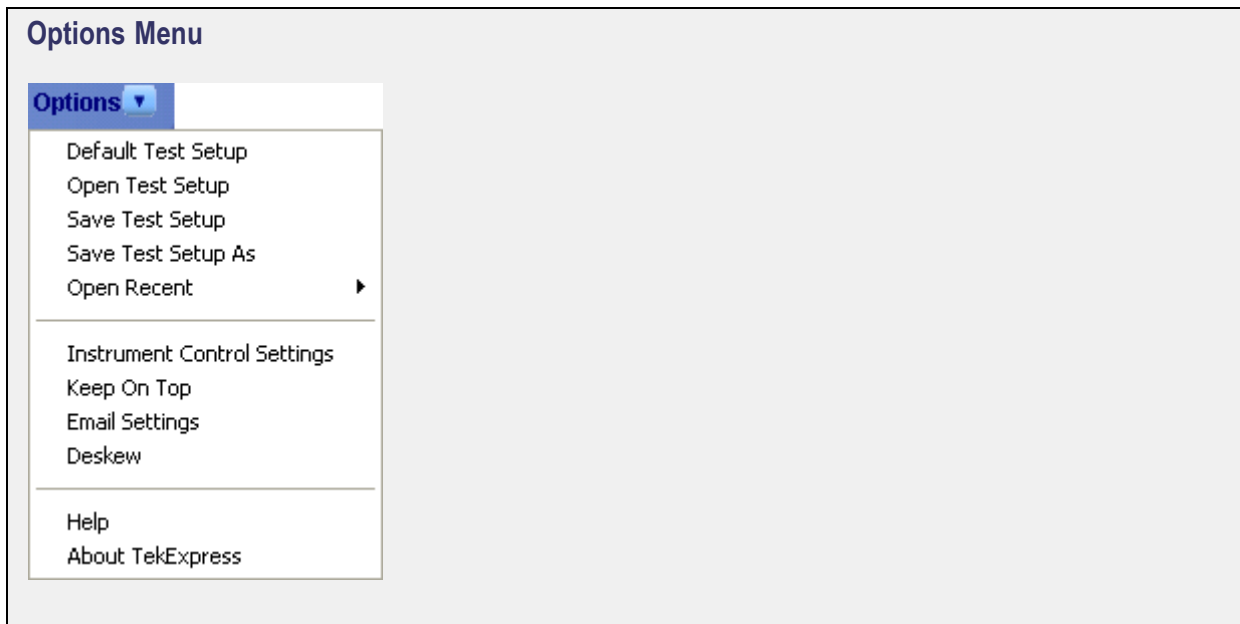 Options Menu
Options
Default Test Setup
Open Test Setup
Save Test Setup
Save Test Setup As
Open Recent
Instrument Control Settings
Keep On Top
Email Settings
Deskew
Help
About TekExpress